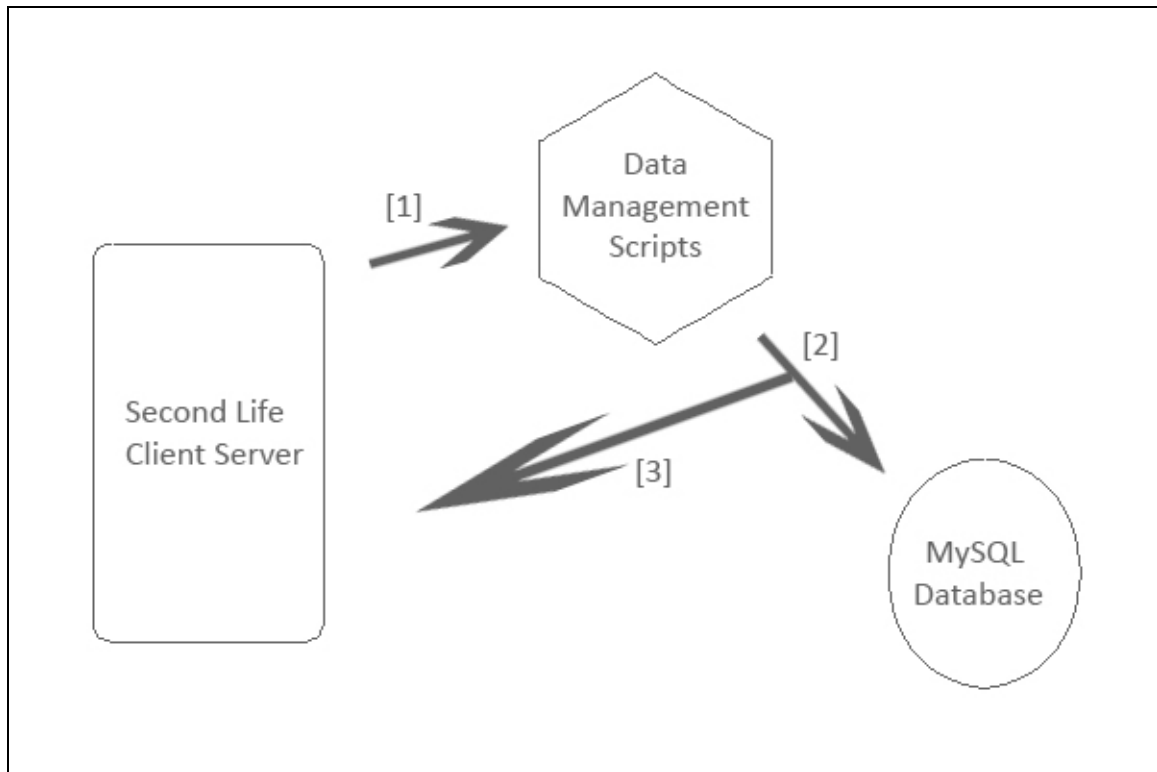 [1]
Data
Management
Scripts
[2]
Second Life
Client Server
[3]
MySQL
Database